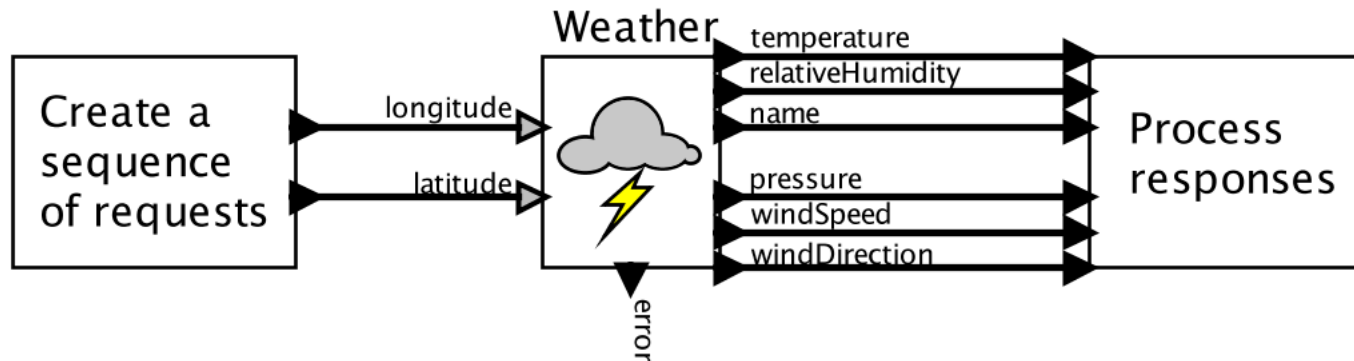 Weather
Create a
sequence
of requests
longitude
latitude
temperature
relativeHumidity
name
pressure
windSpeed
windDirection
error
Process
responses